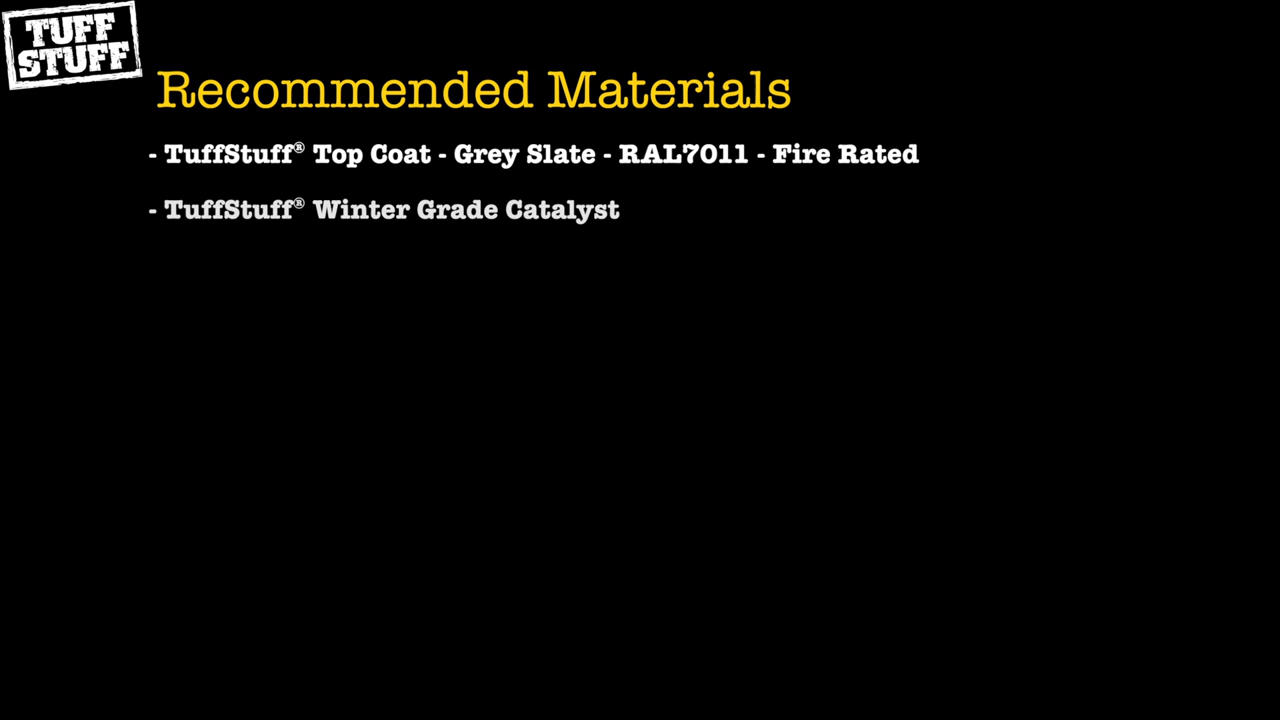 TUFF
STUFF
Recommended Materials
- TuffStuff® Top Coat - Grey Slate - RAL7011 - Fire Rated
- TuffStuff® Winter Grade Catalyst